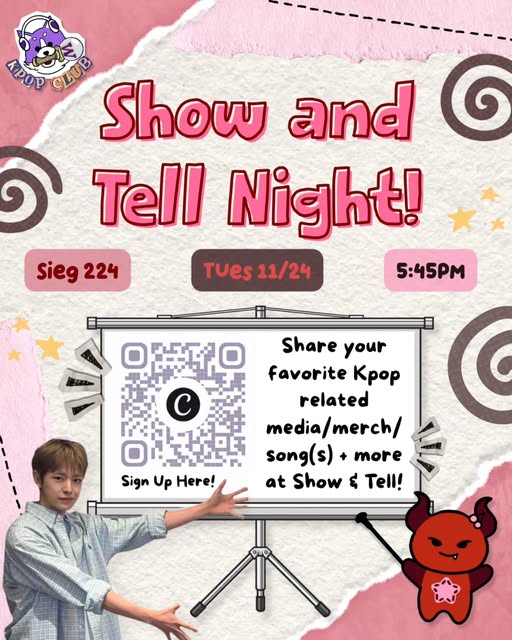 KPOP CLUB
W
Show and
Tell Night!
Sieg 224
Tues 11/24
5:45PM
C
Sign Up Here!
Share your
favorite Kpop
related
media/merch/
song(s) + more
at Show & Tell!